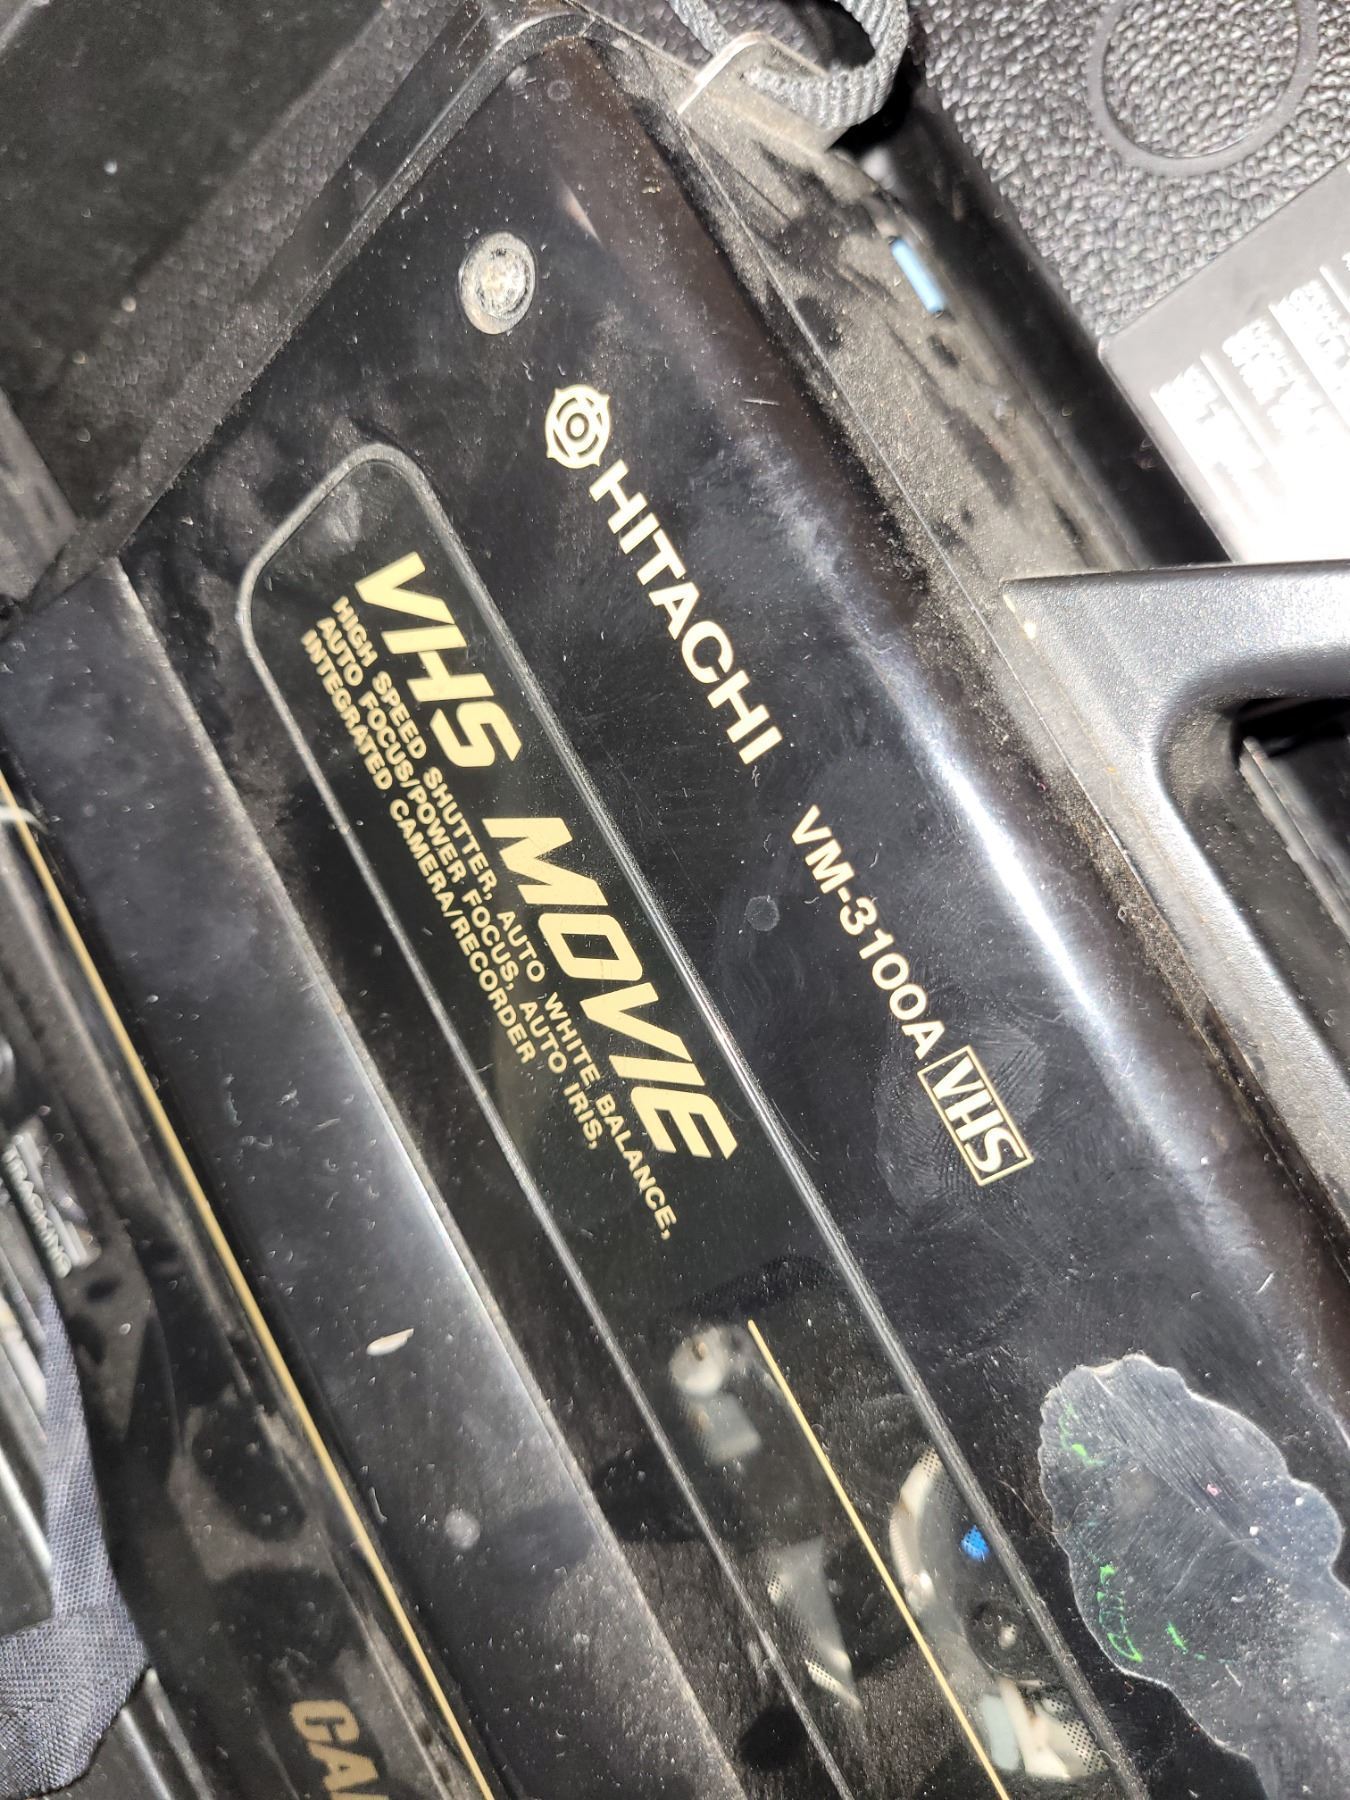 HITACHI
VM-3100A VHS
VHS MOVIE
HIGH SPEED SHUTTER, AUTO WHITE BALANCE,
AUTO FOCUS/POWER FOCUS, AUTO IRIS,
INTEGRATED CAMERA/RECORDER
TRACKING